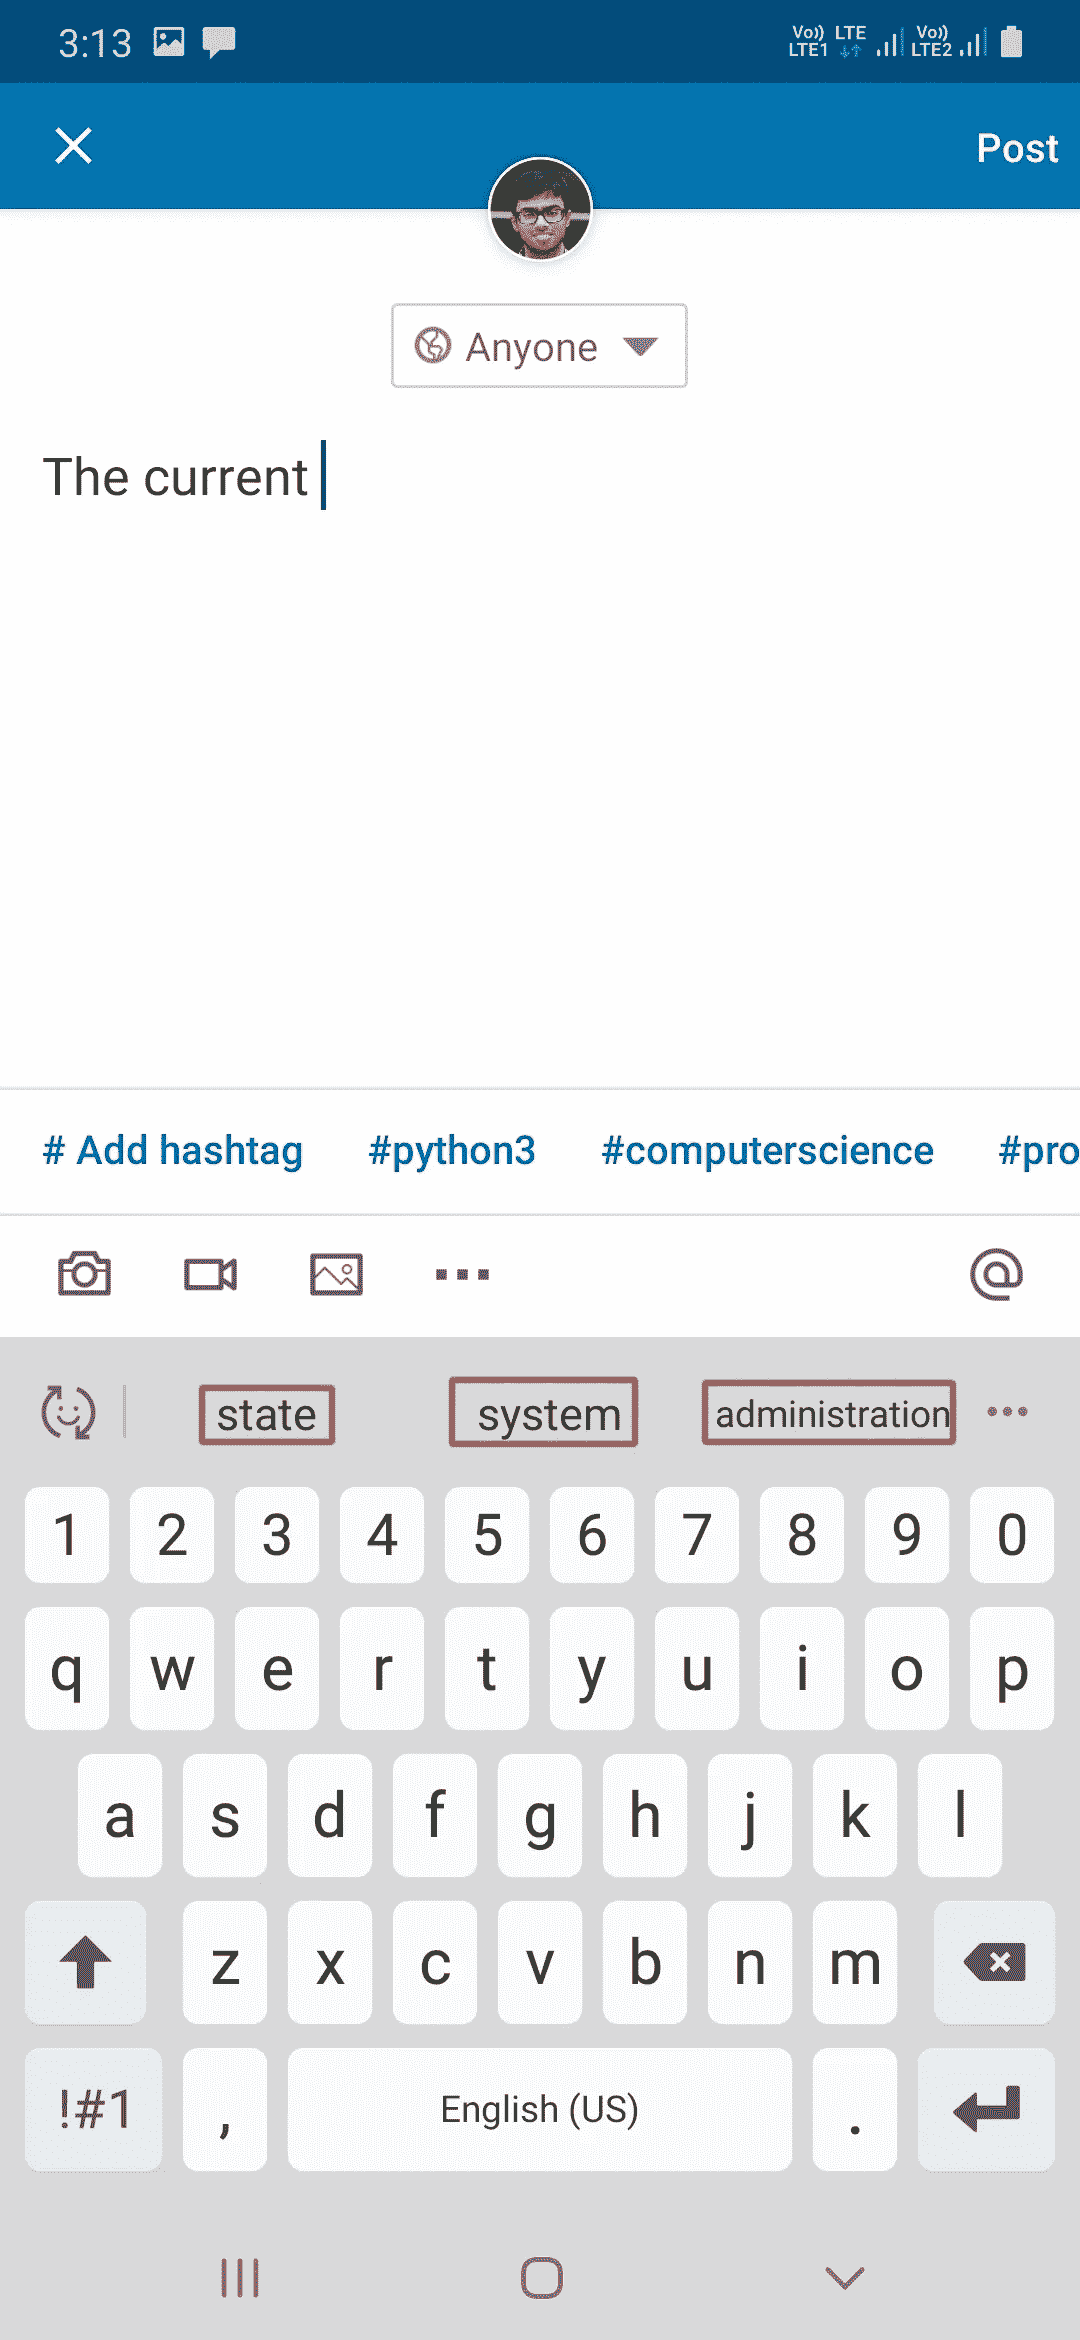 3:13 Vo)) LTE Vo))
LTE1 LTE2
Post
Anyone
The current
# Add hashtag #python3 #computerscience #pro
state system administration
1 2 3 4 5 6 7 8 9 0
q w e r t y u i o p
a s d f g h j k l
z x c v b n m
!#1 , English (US) .